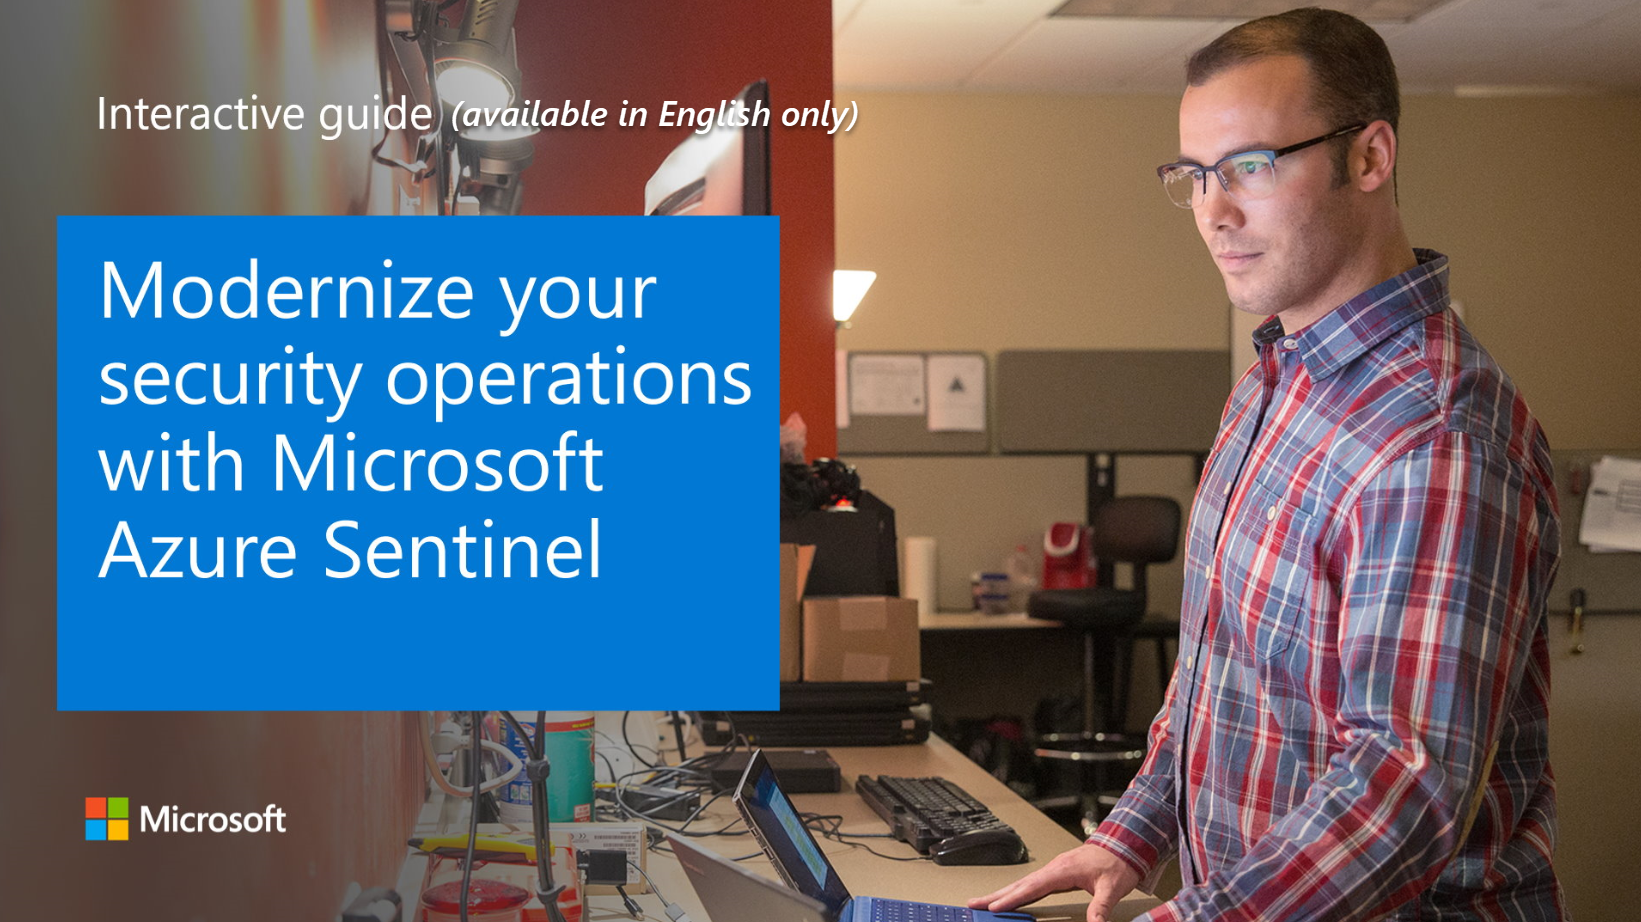 Interactive guide (available in English only)
Modernize your
security operations
with Microsoft
Azure Sentinel
Microsoft